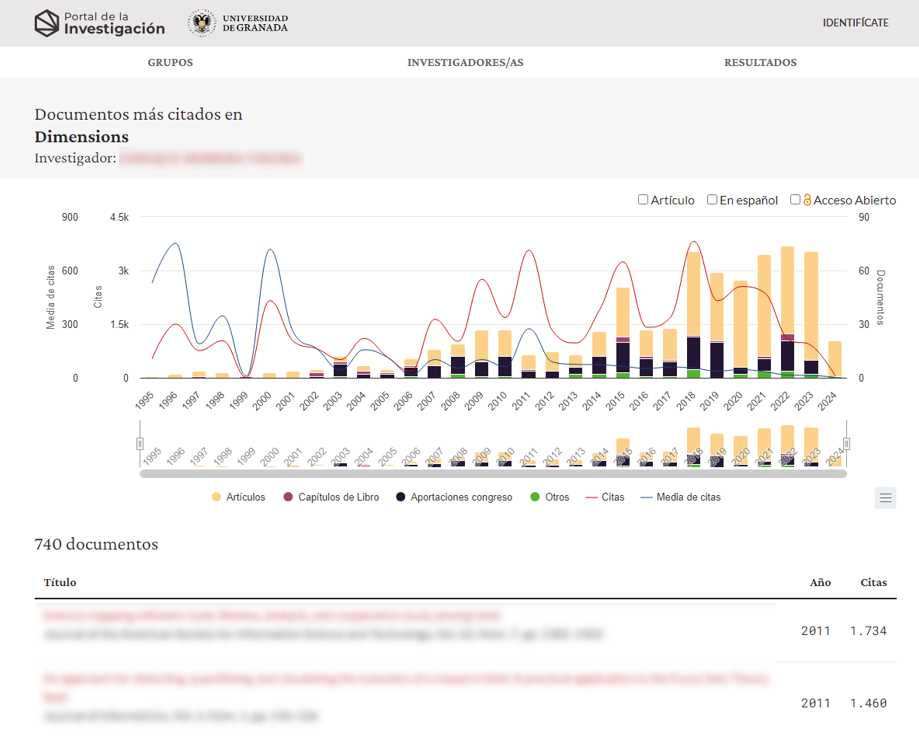 Portal de la
Investigación
UNIVERSIDAD
DE GRANADA
IDENTIFÍCATE
GRUPOS
INVESTIGADORES/AS
RESULTADOS
Documentos más citados en
Dimensions
Investigador:
Artículo En español Acceso Abierto
900 4.5k 90
600 3k 60
300 1.5k 30
0 0 0
Media de citas
Citas
Documentos
1995 1996 1997 1998 1999 2000 2001 2002 2003 2004 2005 2006 2007 2008 2009 2010 2011 2012 2013 2014 2015 2016 2017 2018 2019 2020 2021 2022 2023 2024
1995 1996 1997 1998 1999 2000 2001 2002 2003 2004 2005 2006 2007 2008 2009 2010 2011 2012 2013 2014 2015 2016 2017 2018 2019 2020 2021 2022 2023 2024
Artículos Capítulos de Libro Aportaciones congreso Otros Citas Media de citas
740 documentos
Título Año Citas
2011 1.734
2011 1.460